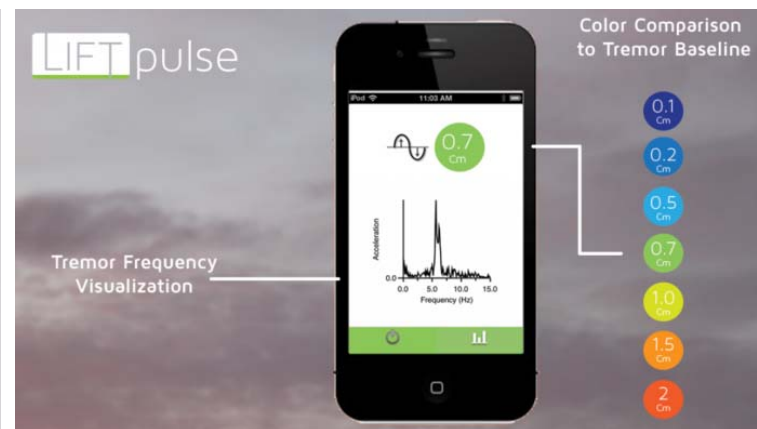 LIFT pulse
Color Comparison
to Tremor Baseline
iPod 11:03 AM
0.7
Cm
Acceleration
0.0
0.0 5.0 10.0 15.0
Frequency (Hz)
Tremor Frequency
Visualization
0.1
Cm
0.2
Cm
0.5
Cm
0.7
Cm
1.0
Cm
1.5
Cm
2
Cm